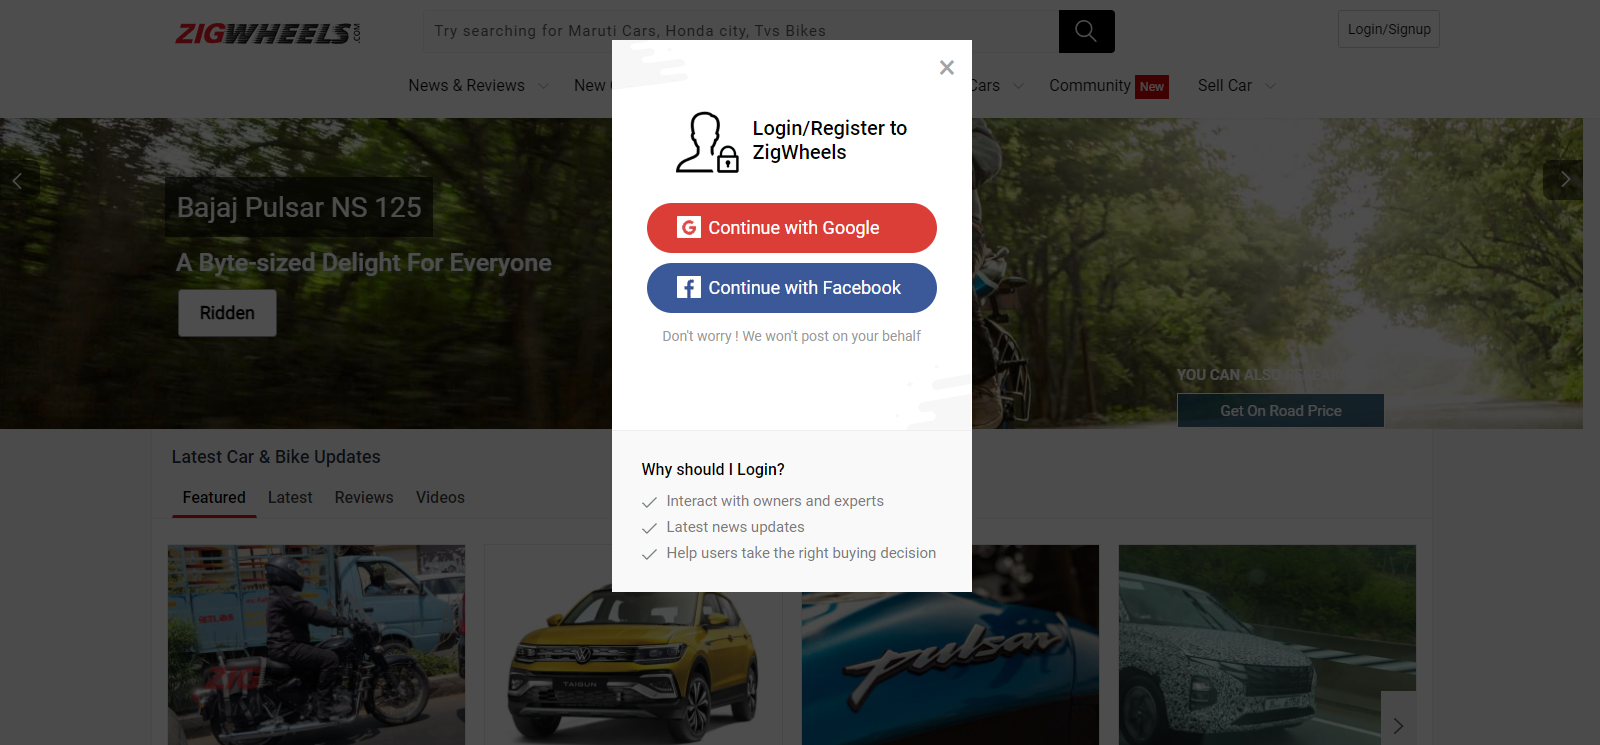 ZIGWHEELS.COM
Try searching for Maruti Cars, Honda city, Tvs Bikes
Login/Signup
News & Reviews
New
Cars
Community New
Sell Car
Login/Register to
ZigWheels
Continue with Google
Continue with Facebook
Don't worry ! We won't post on your behalf
Why should I Login?
Interact with owners and experts
Latest news updates
Help users take the right buying decision
Bajaj Pulsar NS 125
A Byte-sized Delight For Everyone
Ridden
YOU CAN ALSO
Get On Road Price
Latest Car & Bike Updates
Featured Latest Reviews Videos
ZIG
TAIGUN
pulsar